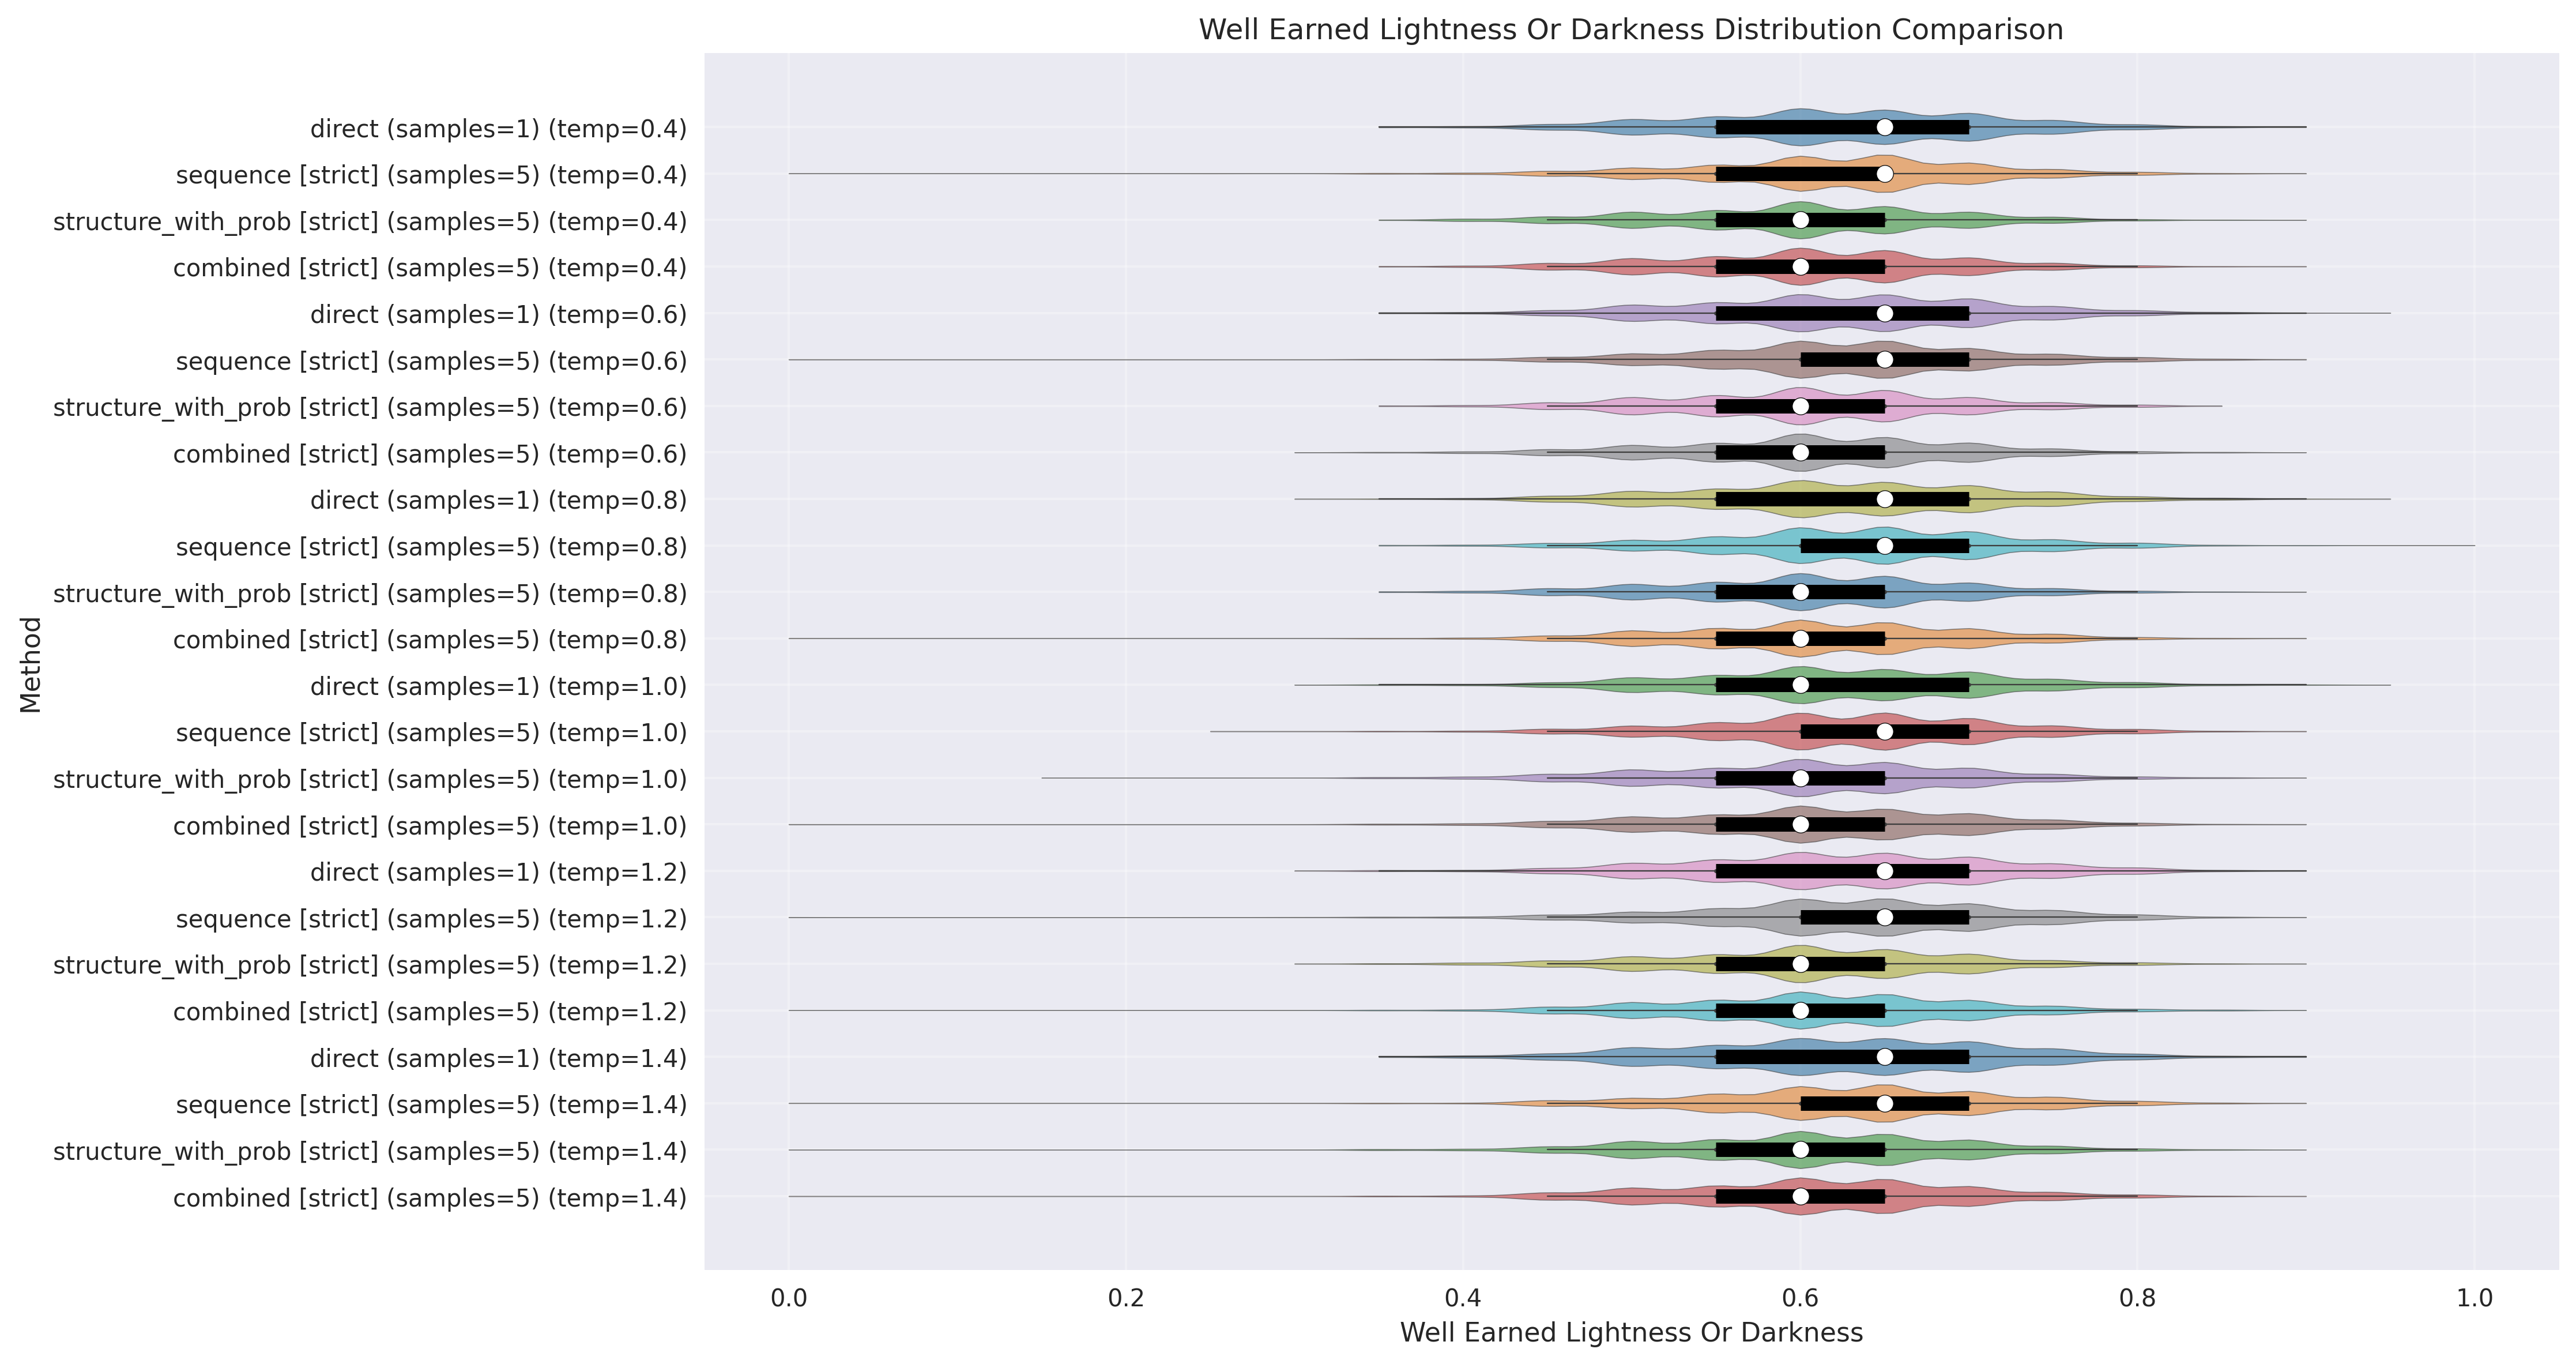 Well Earned Lightness Or Darkness Distribution Comparison
Method
direct (samples=1) (temp=0.4)
sequence [strict] (samples=5) (temp=0.4)
structure_with_prob [strict] (samples=5) (temp=0.4)
combined [strict] (samples=5) (temp=0.4)
direct (samples=1) (temp=0.6)
sequence [strict] (samples=5) (temp=0.6)
structure_with_prob [strict] (samples=5) (temp=0.6)
combined [strict] (samples=5) (temp=0.6)
direct (samples=1) (temp=0.8)
sequence [strict] (samples=5) (temp=0.8)
structure_with_prob [strict] (samples=5) (temp=0.8)
combined [strict] (samples=5) (temp=0.8)
direct (samples=1) (temp=1.0)
sequence [strict] (samples=5) (temp=1.0)
structure_with_prob [strict] (samples=5) (temp=1.0)
combined [strict] (samples=5) (temp=1.0)
direct (samples=1) (temp=1.2)
sequence [strict] (samples=5) (temp=1.2)
structure_with_prob [strict] (samples=5) (temp=1.2)
combined [strict] (samples=5) (temp=1.2)
direct (samples=1) (temp=1.4)
sequence [strict] (samples=5) (temp=1.4)
structure_with_prob [strict] (samples=5) (temp=1.4)
combined [strict] (samples=5) (temp=1.4)
0.0 0.2 0.4 0.6 0.8 1.0
Well Earned Lightness Or Darkness